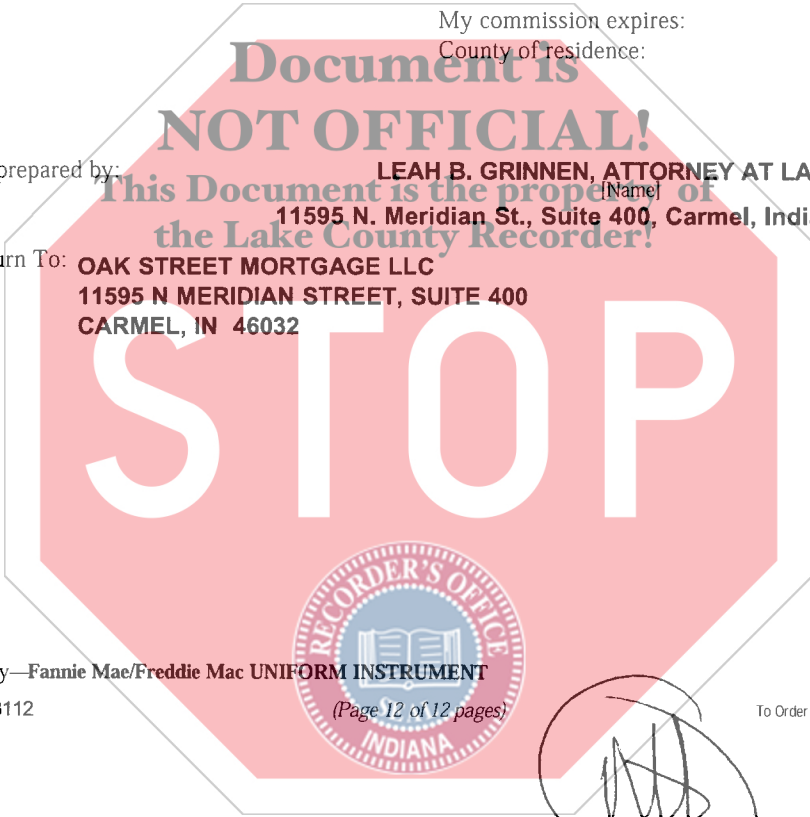 My commission expires:
County of residence:
Document is
NOT OFFICIAL!
prepared by:
LEAH B. GRINNEN, ATTORNEY AT LA
This Document is the property of
[Name]
11595 N. Meridian St., Suite 400, Carmel, Indi
the Lake County Recorder!
urn To: OAK STREET MORTGAGE LLC
11595 N MERIDIAN STREET, SUITE 400
CARMEL, IN 46032
STOP
RECORDER'S OFFICE
y—Fannie Mae/Freddie Mac UNIFORM INSTRUMENT
6112
(Page 12 of 12 pages)
To Order
INDIANA